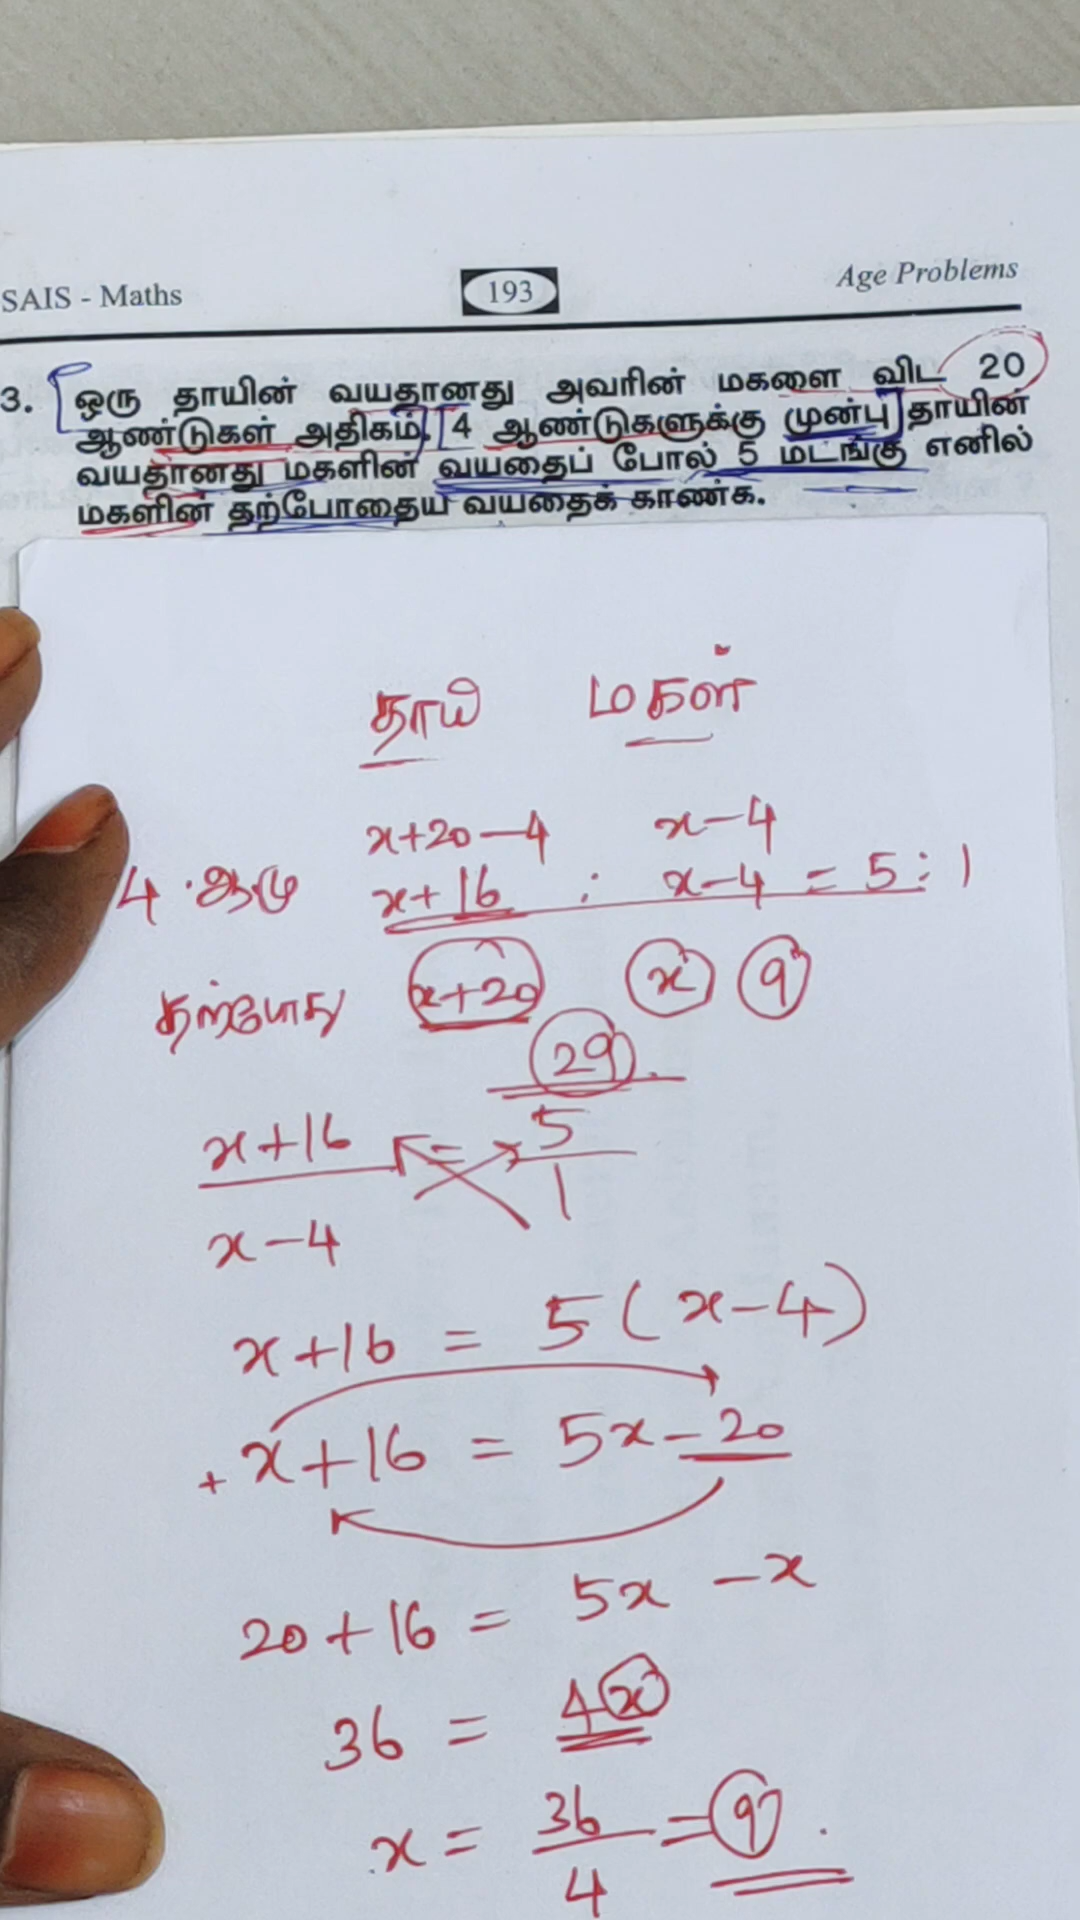 SAIS - Maths 193 Age Problems
3. ஒரு தாயின் வயதானது அவரின் மகளை விட 20
ஆண்டுகள் அதிகம். 4 ஆண்டுகளுக்கு முன்பு தாயின்
வயதானது மகளின் வயதைப் போல் 5 மடங்கு எனில்
மகளின் தற்போதைய வயதைக் காண்க.
தாய் மகள்
x+20-4 x-4
4 ஆமு x+16 : x-4 = 5:1
தற்போது x+20 x 9
29
x+16 = 5
x-4 1
x+16 = 5(x-4)
+x+16 = 5x-20
20+16 = 5x-x
36 = 4x
x = 36 = 9.
4